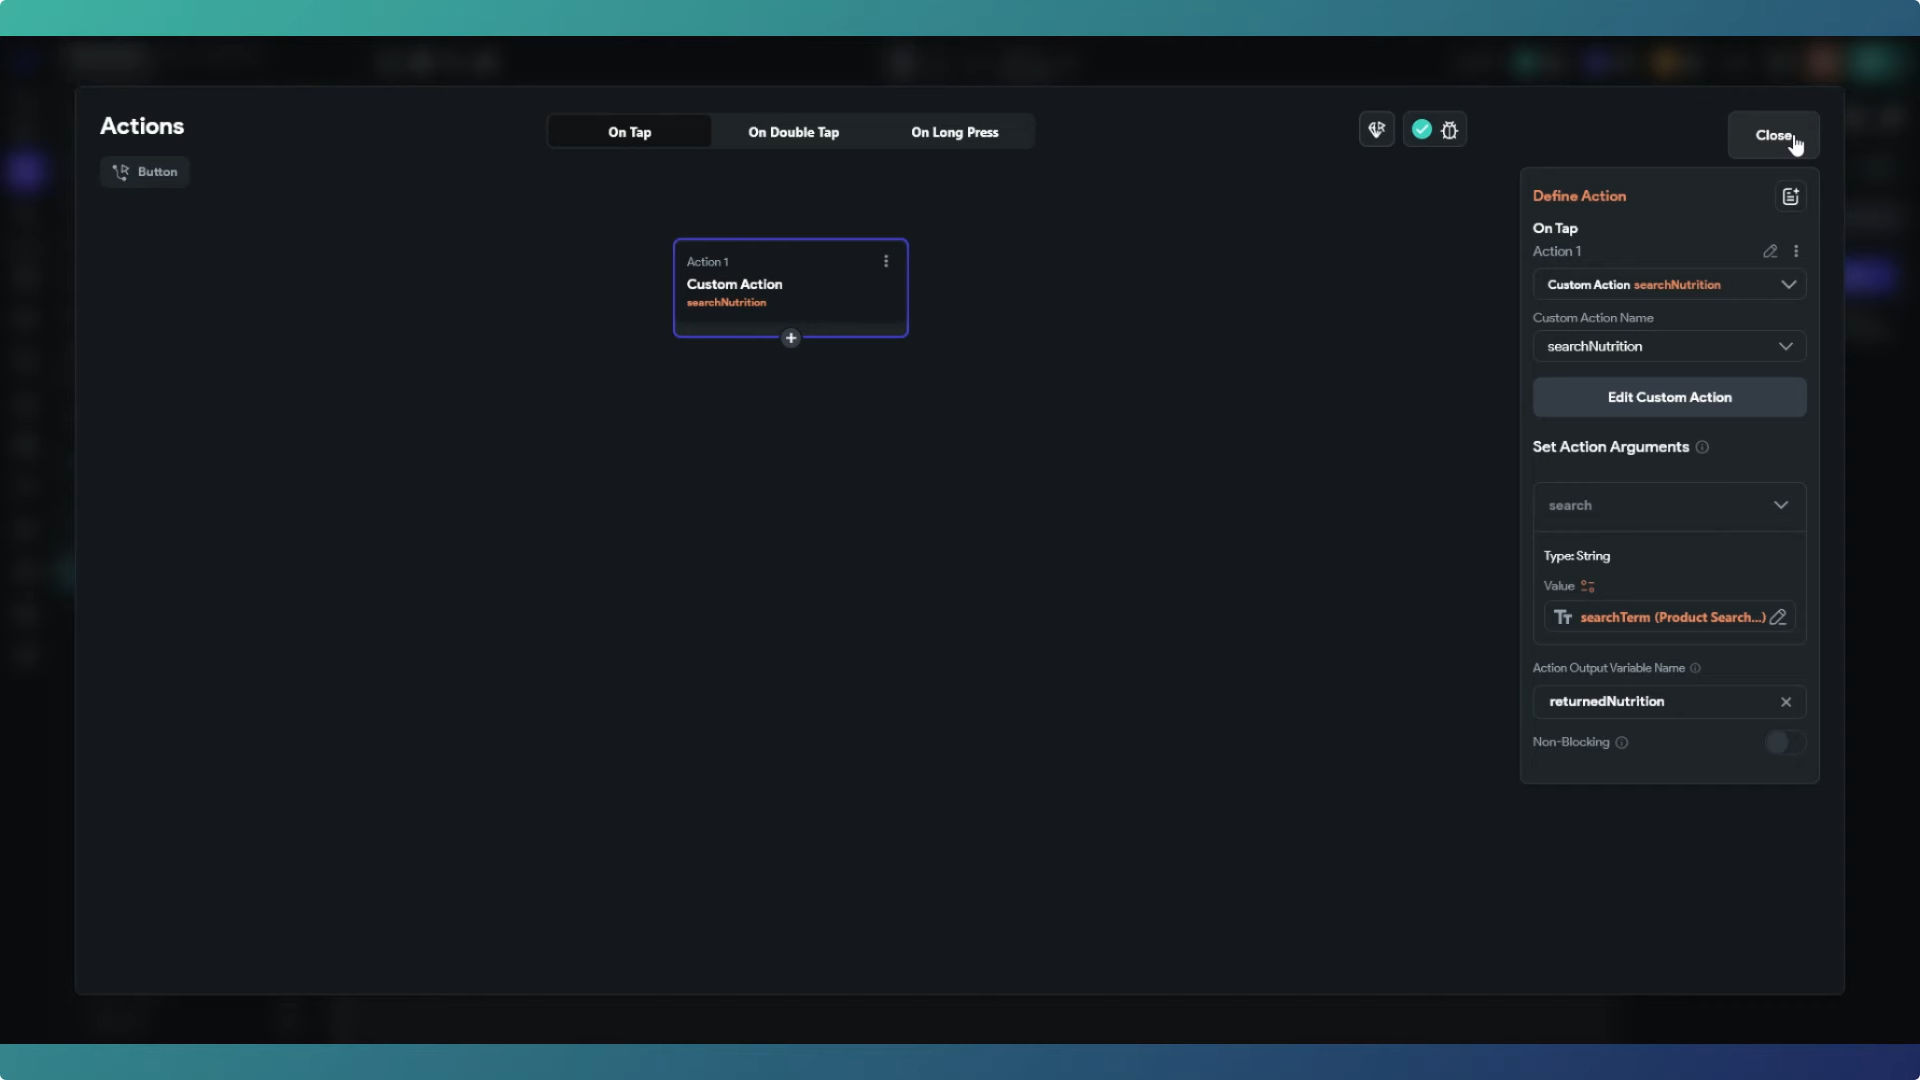 Actions
Button
On Tap
On Double Tap
On Long Press
Close
Action 1
Custom Action
searchNutrition
Define Action
On Tap
Action 1
Custom Action searchNutrition
Custom Action Name
searchNutrition
Edit Custom Action
Set Action Arguments
search
Type: String
Value
searchTerm (Product Search...)
Action Output Variable Name
returnedNutrition
Non-Blocking